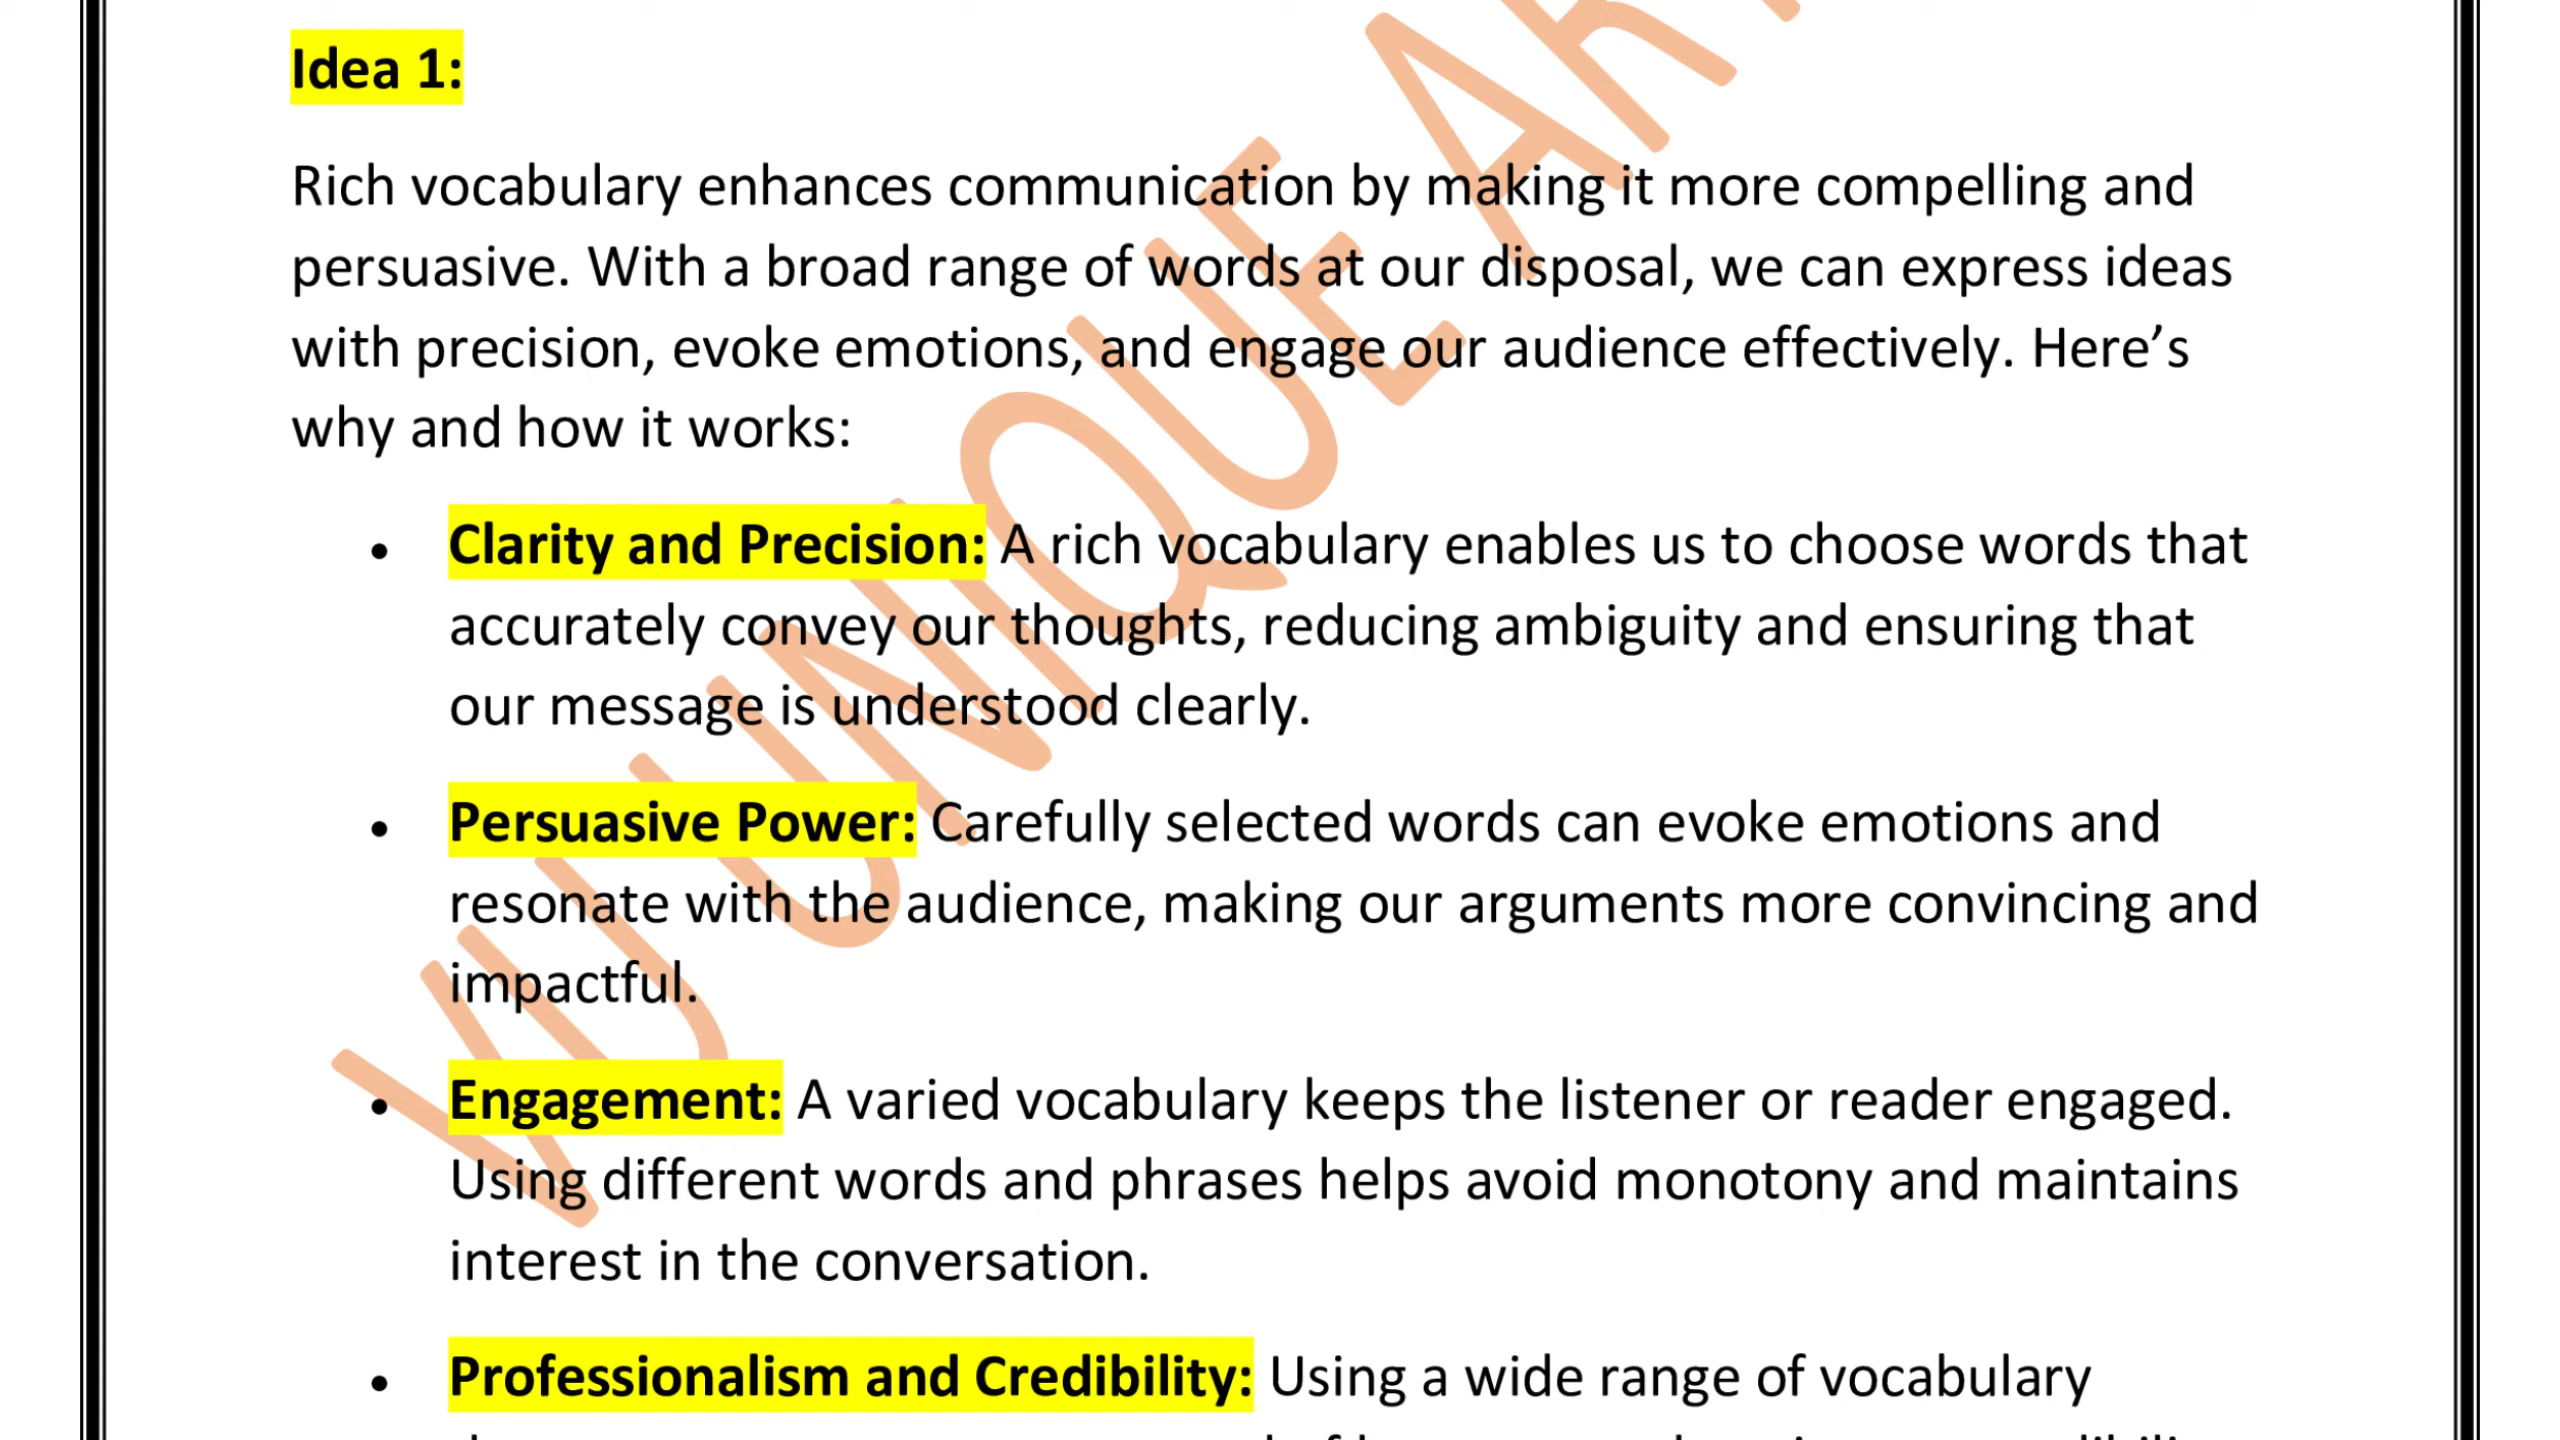 Idea 1:
Rich vocabulary enhances communication by making it more compelling and
persuasive. With a broad range of words at our disposal, we can express ideas
with precision, evoke emotions, and engage our audience effectively. Here’s
why and how it works:
• Clarity and Precision: A rich vocabulary enables us to choose words that
accurately convey our thoughts, reducing ambiguity and ensuring that
our message is understood clearly.
• Persuasive Power: Carefully selected words can evoke emotions and
resonate with the audience, making our arguments more convincing and
impactful.
• Engagement: A varied vocabulary keeps the listener or reader engaged.
Using different words and phrases helps avoid monotony and maintains
interest in the conversation.
• Professionalism and Credibility: Using a wide range of vocabulary
VU UNIQUE